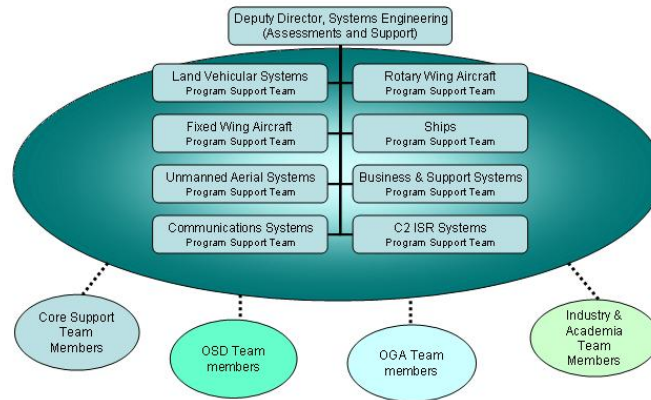 Deputy Director, Systems Engineering
(Assessments and Support)
Land Vehicular Systems
Program Support Team
Rotary Wing Aircraft
Program Support Team
Fixed Wing Aircraft
Program Support Team
Ships
Program Support Team
Unmanned Aerial Systems
Program Support Team
Business & Support Systems
Program Support Team
Communications Systems
Program Support Team
C2 ISR Systems
Program Support Team
Core Support
Team
Members
OSD Team
members
OGA Team
members
Industry &
Academia
Team
Members